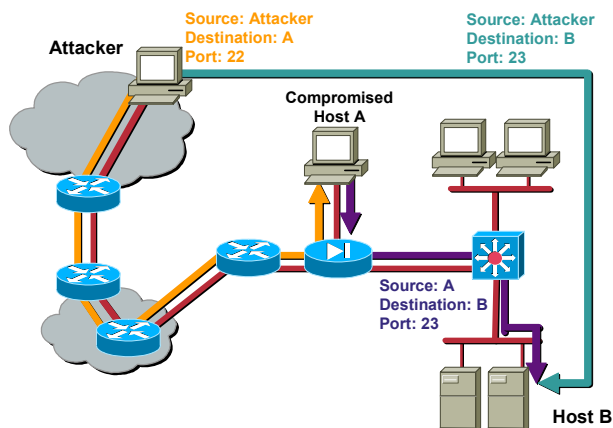 Source: Attacker
Destination: A
Port: 22
Source: Attacker
Destination: B
Port: 23
Attacker
Compromised
Host A
Source: A
Destination: B
Port: 23
Host B